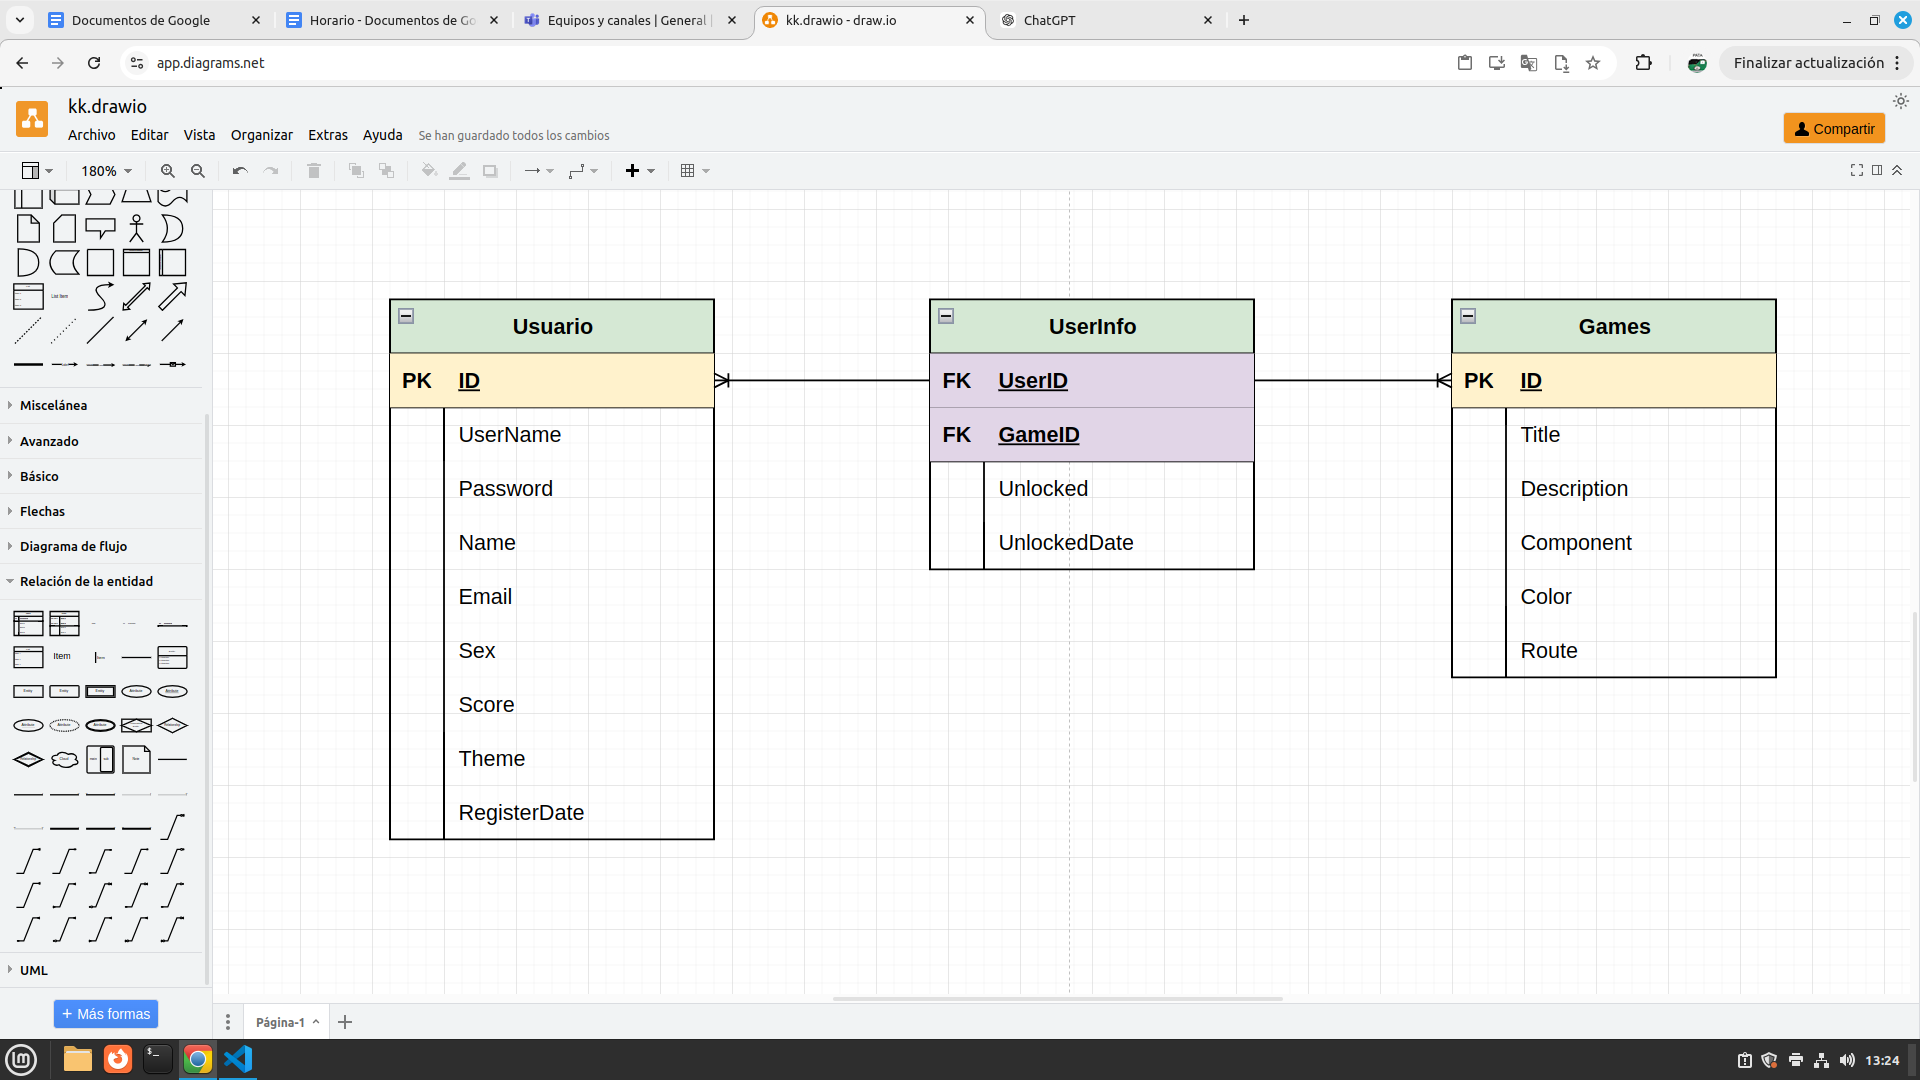 Documentos de Google
Horario - Documentos de Go
Equipos y canales | General |
kk.drawio - draw.io
ChatGPT
app.diagrams.net
Finalizar actualización
kk.drawio
Archivo Editar Vista Organizar Extras Ayuda Se han guardado todos los cambios
Compartir
180%
List Item
Miscelánea
Avanzado
Básico
Flechas
Diagrama de flujo
Relación de la entidad
Item
UML
+ Más formas
Usuario
PK ID
UserName
Password
Name
Email
Sex
Score
Theme
RegisterDate
UserInfo
FK UserID
FK GameID
Unlocked
UnlockedDate
Games
PK ID
Title
Description
Component
Color
Route
Página-1
13:24